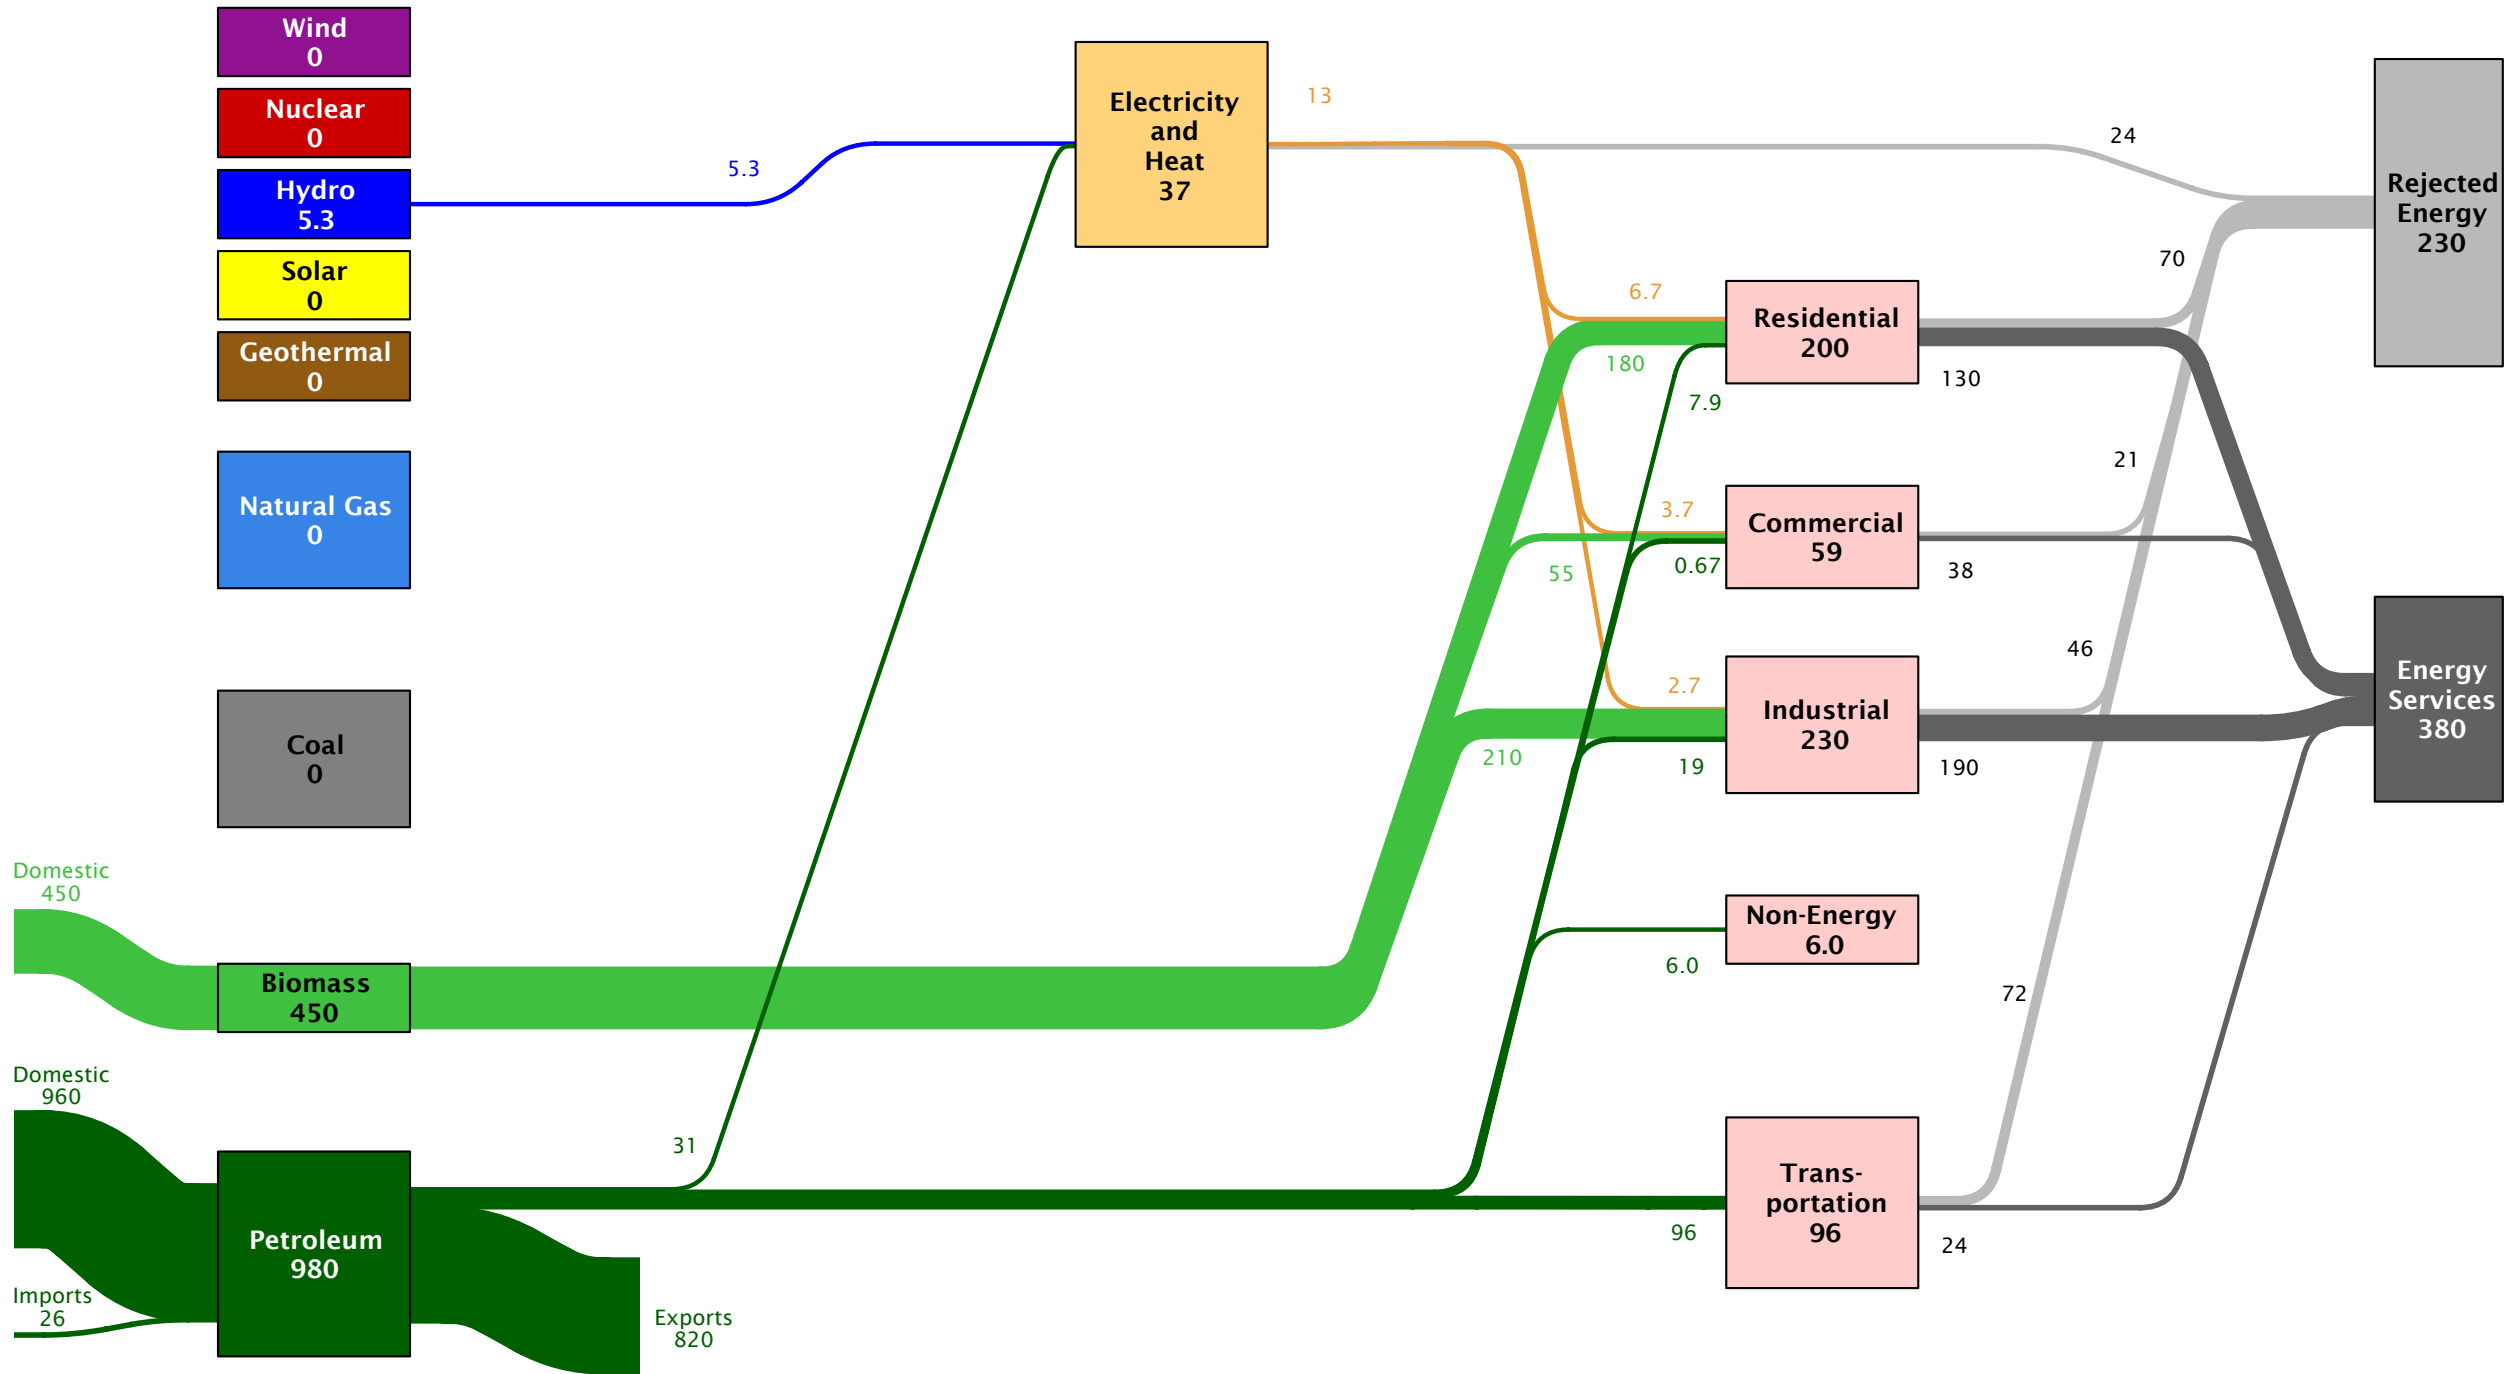 Wind
0
Nuclear
0
Hydro
5.3
Solar
0
Geothermal
0
Natural Gas
0
Coal
0
Domestic
450
Biomass
450
Domestic
960
Imports
26
Petroleum
980
Exports
820
5.3
31
Electricity
and
Heat
37
13
6.7
180
7.9
3.7
55
0.67
2.7
210
19
6.0
96
Residential
200
Commercial
59
Industrial
230
Non-Energy
6.0
Trans-
portation
96
24
70
130
21
38
46
190
72
24
Rejected
Energy
230
Energy
Services
380